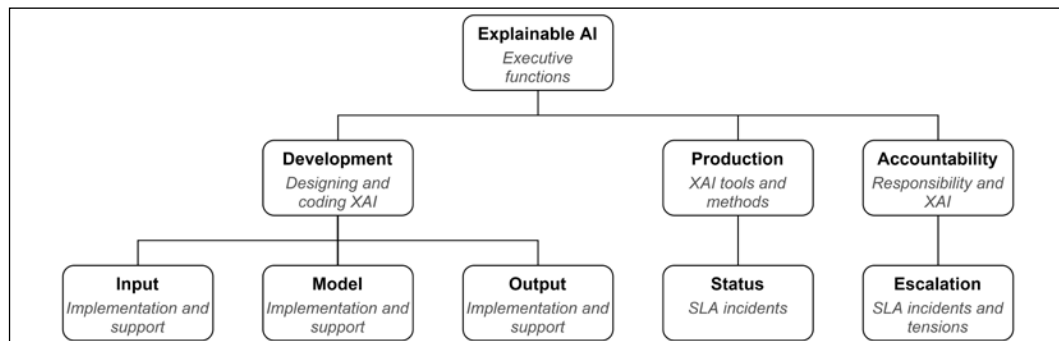 Explainable AI
Executive
functions
Development
Designing and
coding XAI
Production
XAI tools and
methods
Accountability
Responsibility and
XAI
Input
Implementation and
support
Model
Implementation and
support
Output
Implementation and
support
Status
SLA incidents
Escalation
SLA incidents and
tensions